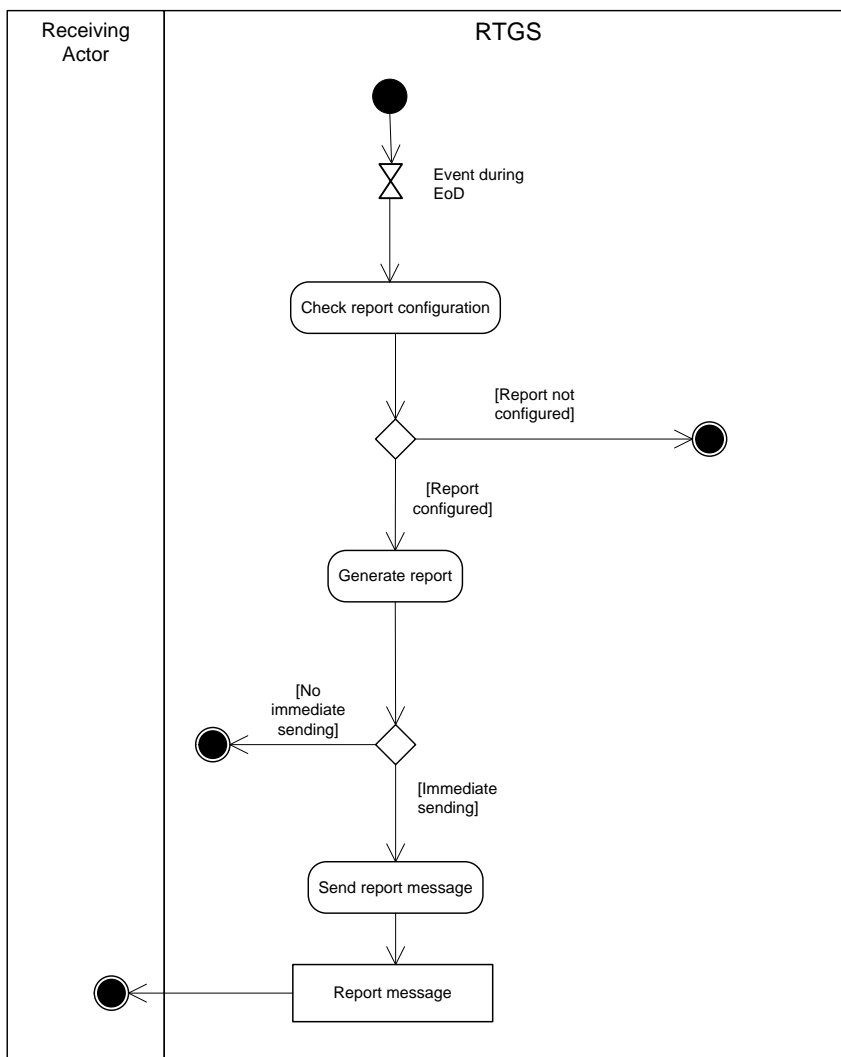 Receiving
Actor
RTGS
Event during
EoD
Check report configuration
[Report not
configured]
[Report
configured]
Generate report
[No
immediate
sending]
[Immediate
sending]
Send report message
Report message